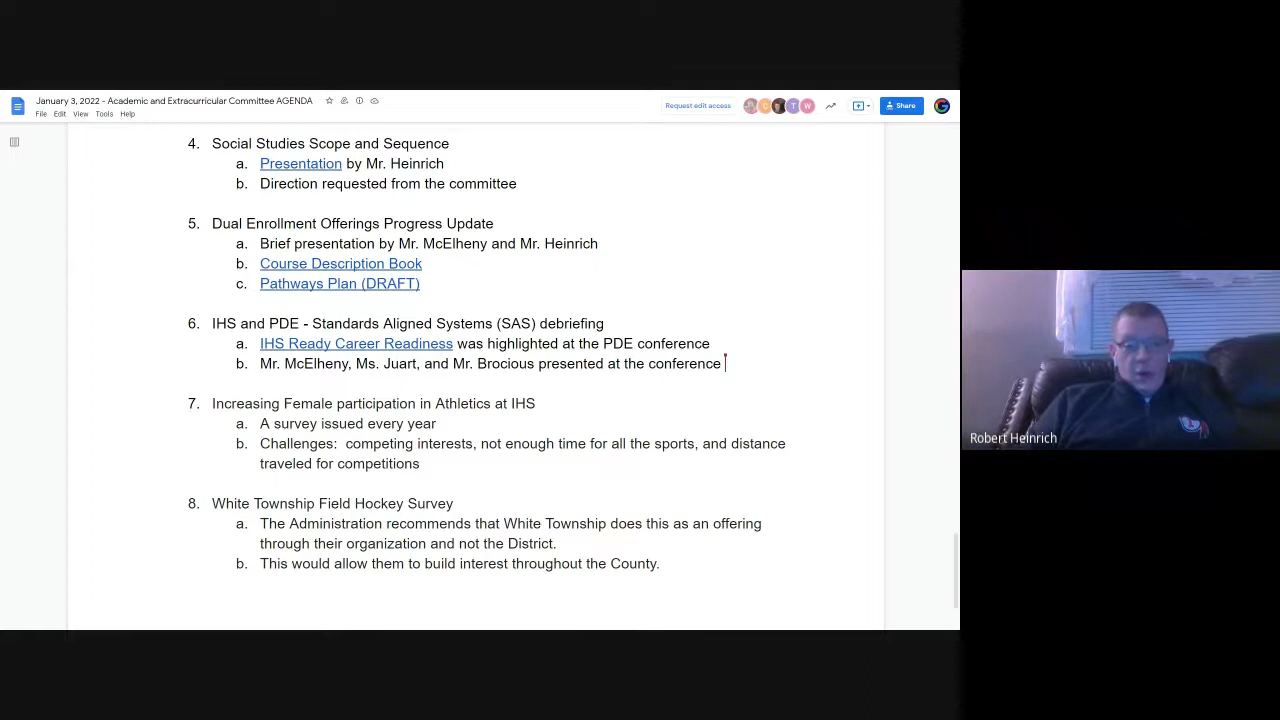 January 3, 2022 - Academic and Extracurricular Committee AGENDA
File Edit View Tools Help
Request edit access
C
T
W
Share
4. Social Studies Scope and Sequence
a. Presentation by Mr. Heinrich
b. Direction requested from the committee
5. Dual Enrollment Offerings Progress Update
a. Brief presentation by Mr. McElheny and Mr. Heinrich
b. Course Description Book
c. Pathways Plan (DRAFT)
6. IHS and PDE - Standards Aligned Systems (SAS) debriefing
a. IHS Ready Career Readiness was highlighted at the PDE conference
b. Mr. McElheny, Ms. Juart, and Mr. Brocious presented at the conference
7. Increasing Female participation in Athletics at IHS
a. A survey issued every year
b. Challenges: competing interests, not enough time for all the sports, and distance
traveled for competitions
8. White Township Field Hockey Survey
a. The Administration recommends that White Township does this as an offering
through their organization and not the District.
b. This would allow them to build interest throughout the County.
Robert Heinrich